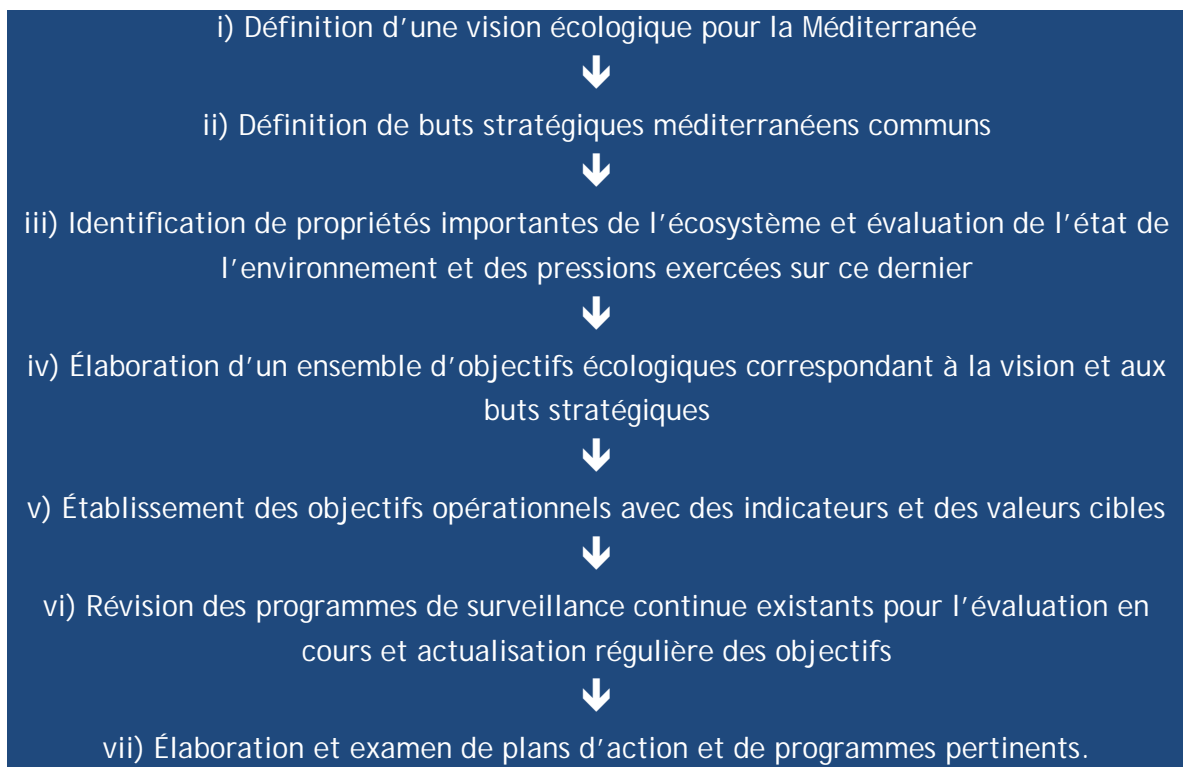 i) Définition d’une vision écologique pour la Méditerranée
ii) Définition de buts stratégiques méditerranéens communs
iii) Identification de propriétés importantes de l’écosystème et évaluation de l’état de
l’environnement et des pressions exercées sur ce dernier
iv) Élaboration d’un ensemble d’objectifs écologiques correspondant à la vision et aux
buts stratégiques
v) Établissement des objectifs opérationnels avec des indicateurs et des valeurs cibles
vi) Révision des programmes de surveillance continue existants pour l’évaluation en
cours et actualisation régulière des objectifs
vii) Élaboration et examen de plans d’action et de programmes pertinents.